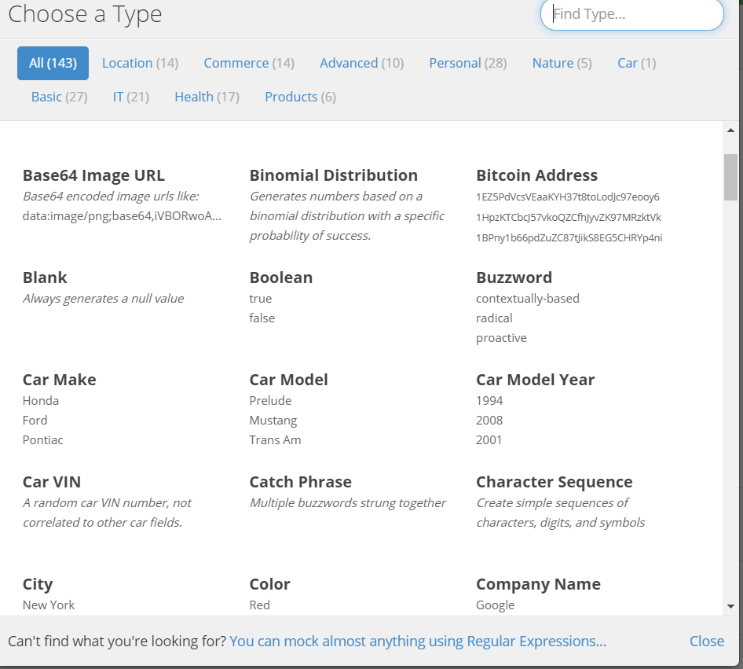 Choose a Type
Find Type...
All (143) Location (14) Commerce (14) Advanced (10) Personal (28) Nature (5) Car (1)
Basic (27) IT (21) Health (17) Products (6)
Base64 Image URL
Base64 encoded image urls like:
data:image/png;base64,iVBORwoA...
Binomial Distribution
Generates numbers based on a
binomial distribution with a specific
probability of success.
Bitcoin Address
1EZ5PdVcsVEaaKYH37t8toLodJc97eooy6
1HpzKTCbcJ57vkoQZCfhJyvZK97MRzktVk
1BPny1b66pdZuZC87tJikS8EG5CHRYp4ni
Blank
Always generates a null value
Boolean
true
false
Buzzword
contextually-based
radical
proactive
Car Make
Honda
Ford
Pontiac
Car Model
Prelude
Mustang
Trans Am
Car Model Year
1994
2008
2001
Car VIN
A random car VIN number, not
correlated to other car fields.
Catch Phrase
Multiple buzzwords strung together
Character Sequence
Create simple sequences of
characters, digits, and symbols
City
New York
Color
Red
Company Name
Google
Can't find what you're looking for? You can mock almost anything using Regular Expressions...
Close